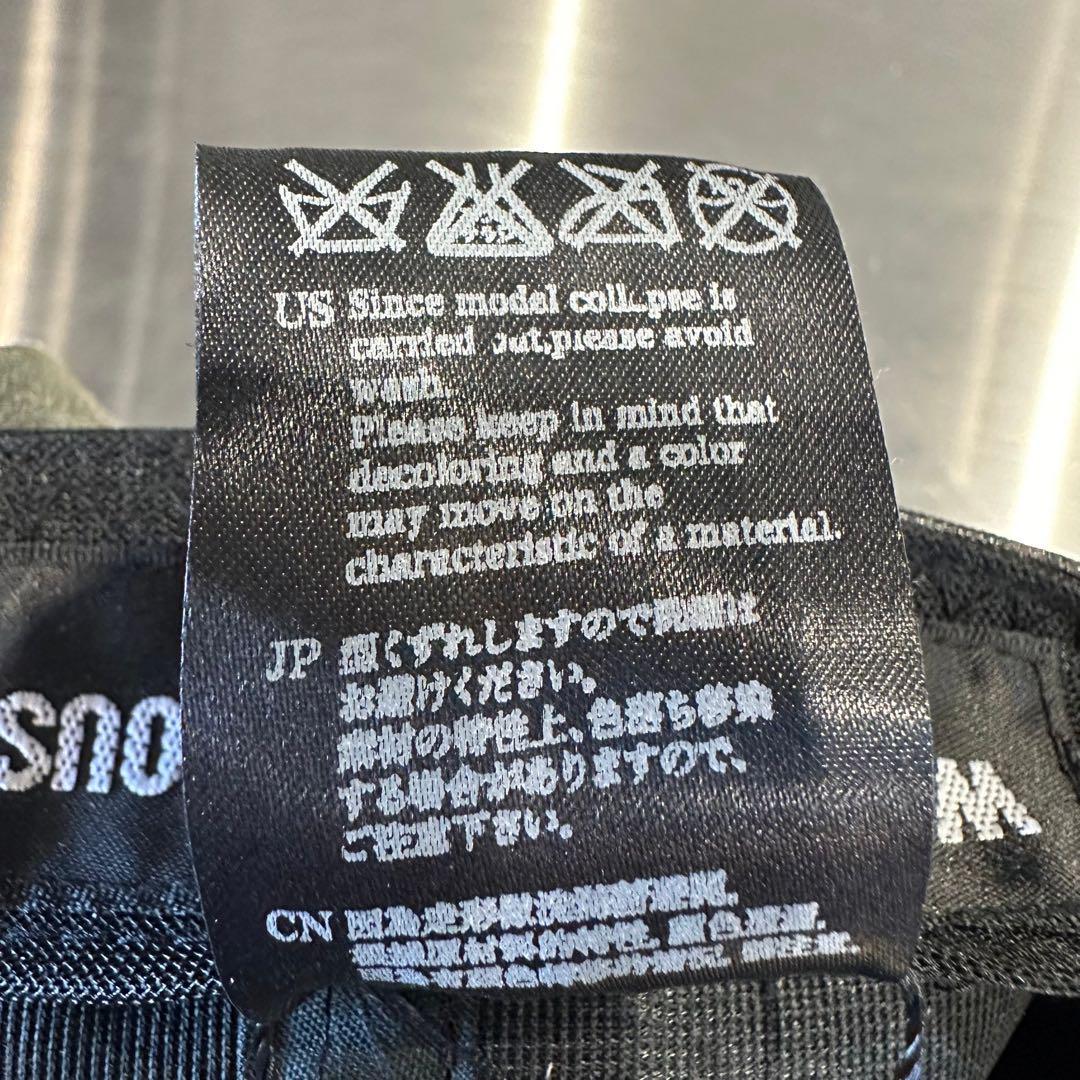 US Since model coll.pse is
carried out,please avoid
wash.
Please keep in mind that
decoloring and a color
may move on the
characteristic of a material.
JP 型くずれしますので洗濯は
お避けください。
素材の特性上、色落ち移染
する場合がありますので、
ご注意下さい。
CN
snou
W